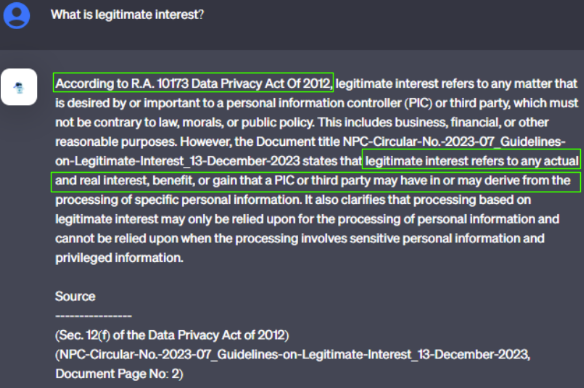 What is legitimate interest?
According to R.A. 10173 Data Privacy Act Of 2012, legitimate interest refers to any matter that
is desired by or important to a personal information controller (PIC) or third party, which must
not be contrary to law, morals, or public policy. This includes business, financial, or other
reasonable purposes. However, the Document title NPC-Circular-No.-2023-07_Guidelines-
on-Legitimate-Interest_13-December-2023 states that legitimate interest refers to any actual
and real interest, benefit, or gain that a PIC or third party may have in or may derive from the
processing of specific personal information. It also clarifies that processing based on
legitimate interest may only be relied upon for the processing of personal information and
cannot be relied upon when the processing involves sensitive personal information and
privileged information.
Source
----------------
(Sec. 12(f) of the Data Privacy Act of 2012)
(NPC-Circular-No.-2023-07_Guidelines-on-Legitimate-Interest_13-December-2023,
Document Page No: 2)